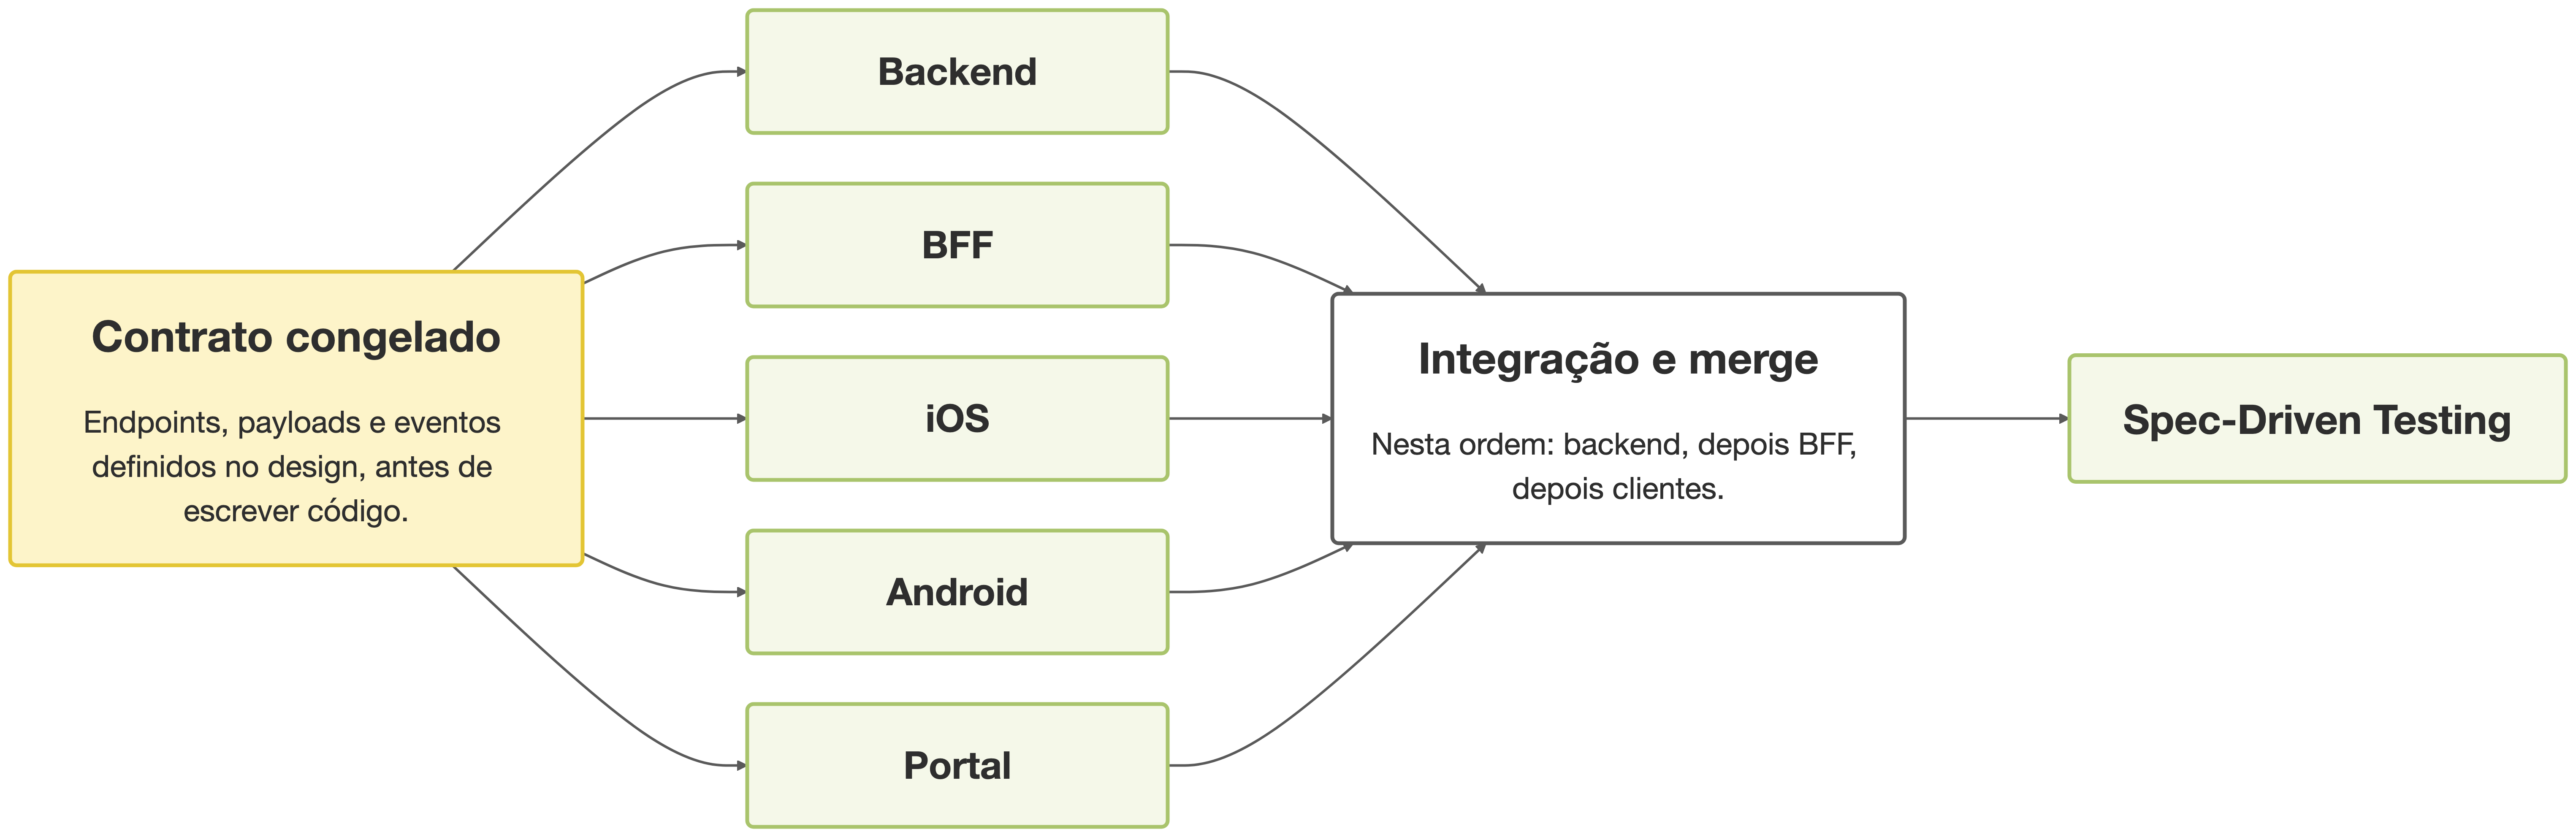 Contrato congelado
Endpoints, payloads e eventos
definidos no design, antes de
escrever código.
Backend
BFF
iOS
Android
Portal
Integração e merge
Nesta ordem: backend, depois BFF,
depois clientes.
Spec-Driven Testing